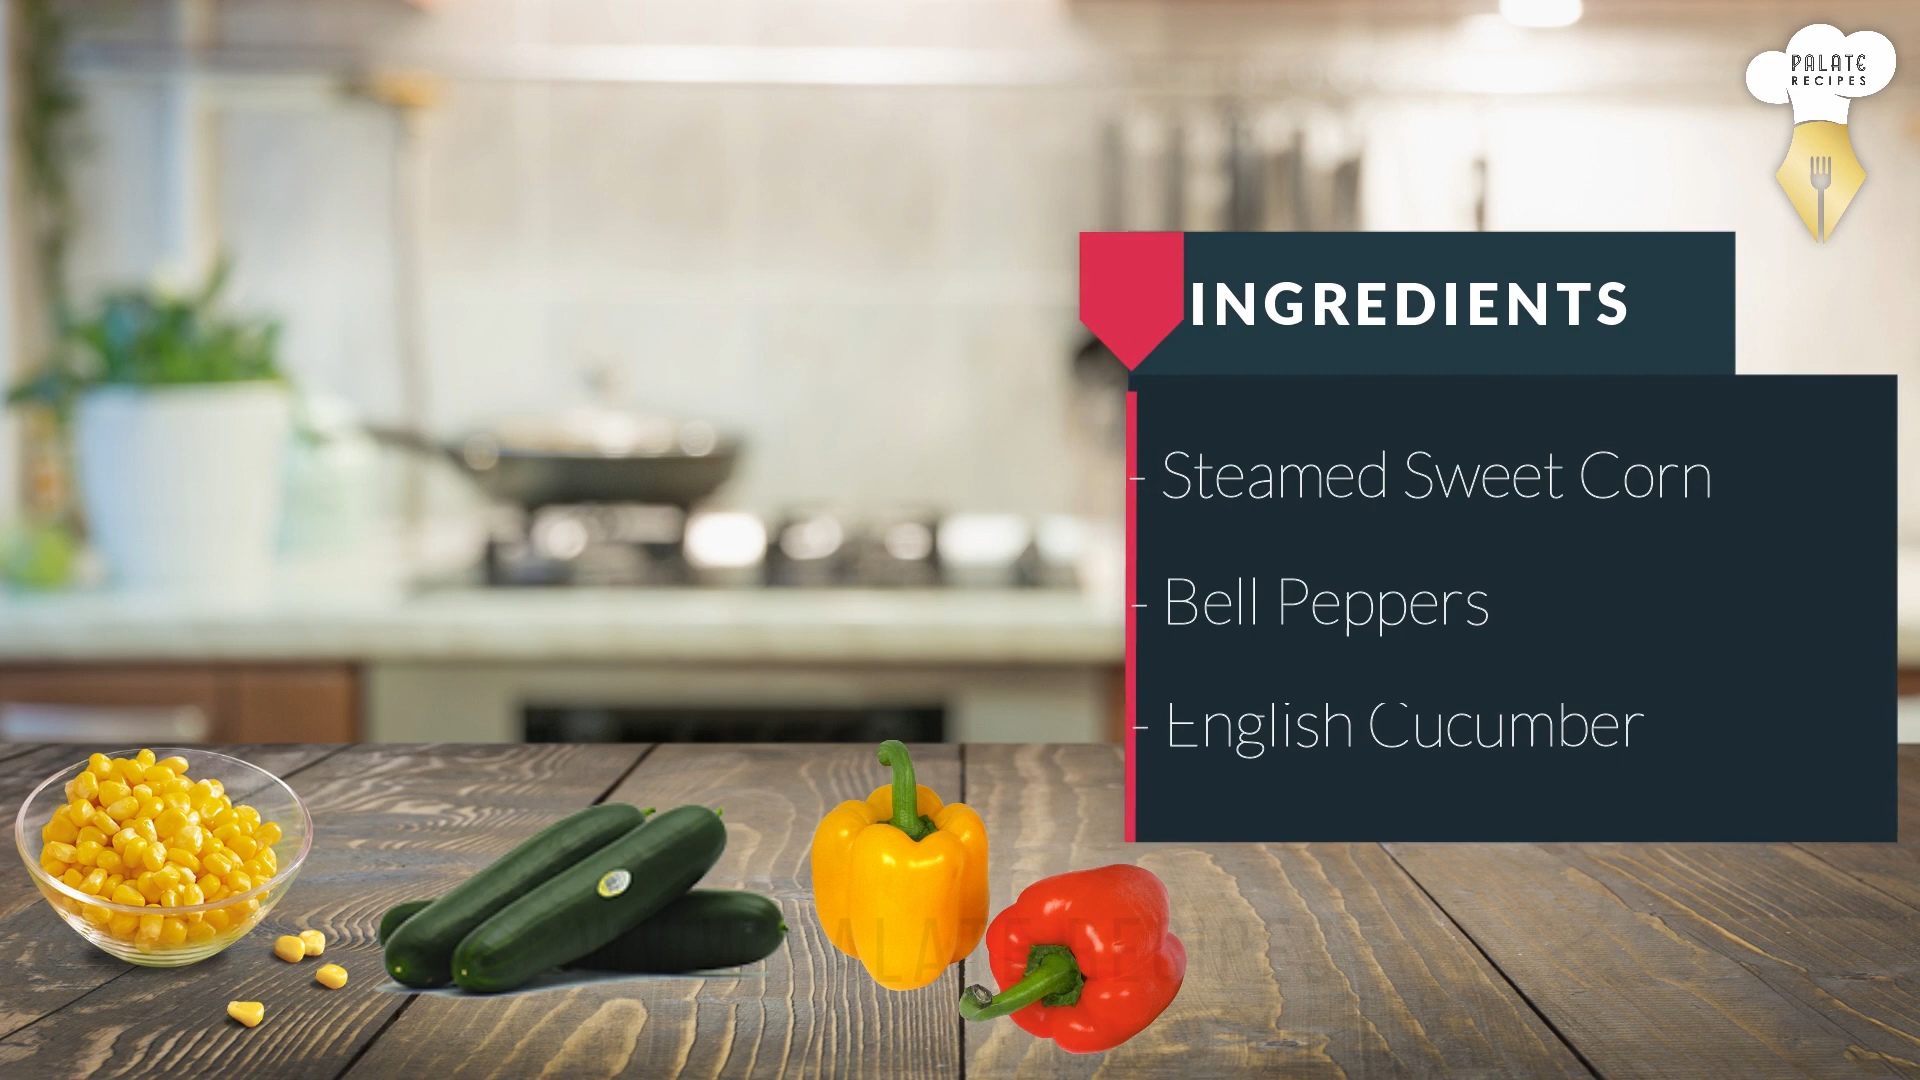 PALATE
RECIPES
INGREDIENTS
- Steamed Sweet Corn
- Bell Peppers
- English Cucumber